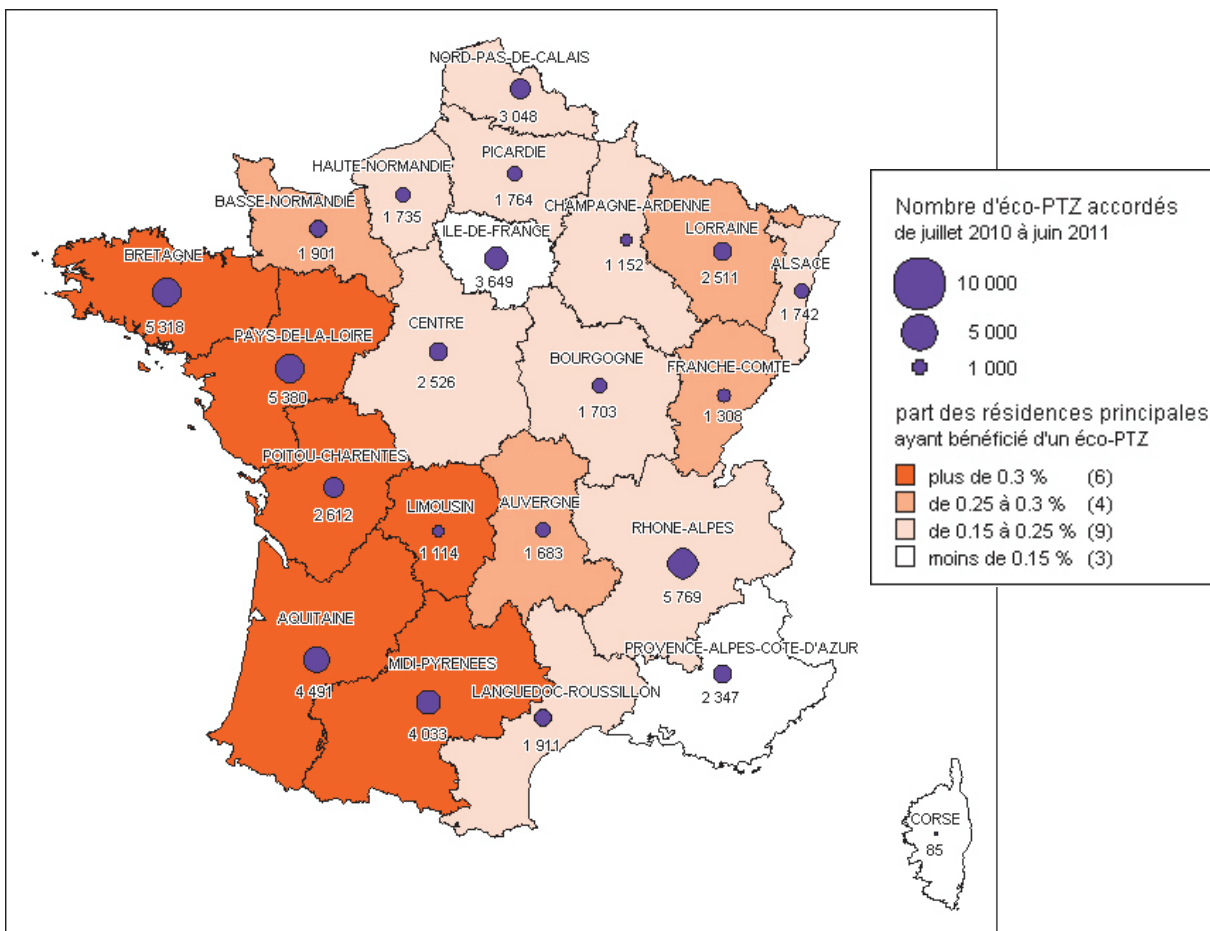 NORD-PAS-DE-CALAIS
3 048
PICARDIE
1 764
HAUTE-NORMANDIE
1 735
BASSE-NORMANDIE
1 901
CHAMPAGNE-ARDENNE
1 152
LORRAINE
2 511
ALSACE
1 742
ILE-DE-FRANCE
3 649
BRETAGNE
5 318
PAYS-DE-LA-LOIRE
5 380
CENTRE
2 526
BOURGOGNE
1 703
FRANCHE-COMTE
1 308
POITOU-CHARENTES
2 612
LIMOUSIN
1 114
AUVERGNE
1 683
RHONE-ALPES
5 769
AQUITAINE
4 491
MIDI-PYRENEES
4 033
LANGUEDOC-ROUSSILLON
1 911
PROVENCE-ALPES-COTE-D'AZUR
2 347
CORSE
85
Nombre d'éco-PTZ accordés
de juillet 2010 à juin 2011
10 000
5 000
1 000
part des résidences principales
ayant bénéficié d'un éco-PTZ
plus de 0.3 % (6)
de 0.25 à 0.3 % (4)
de 0.15 à 0.25 % (9)
moins de 0.15 % (3)